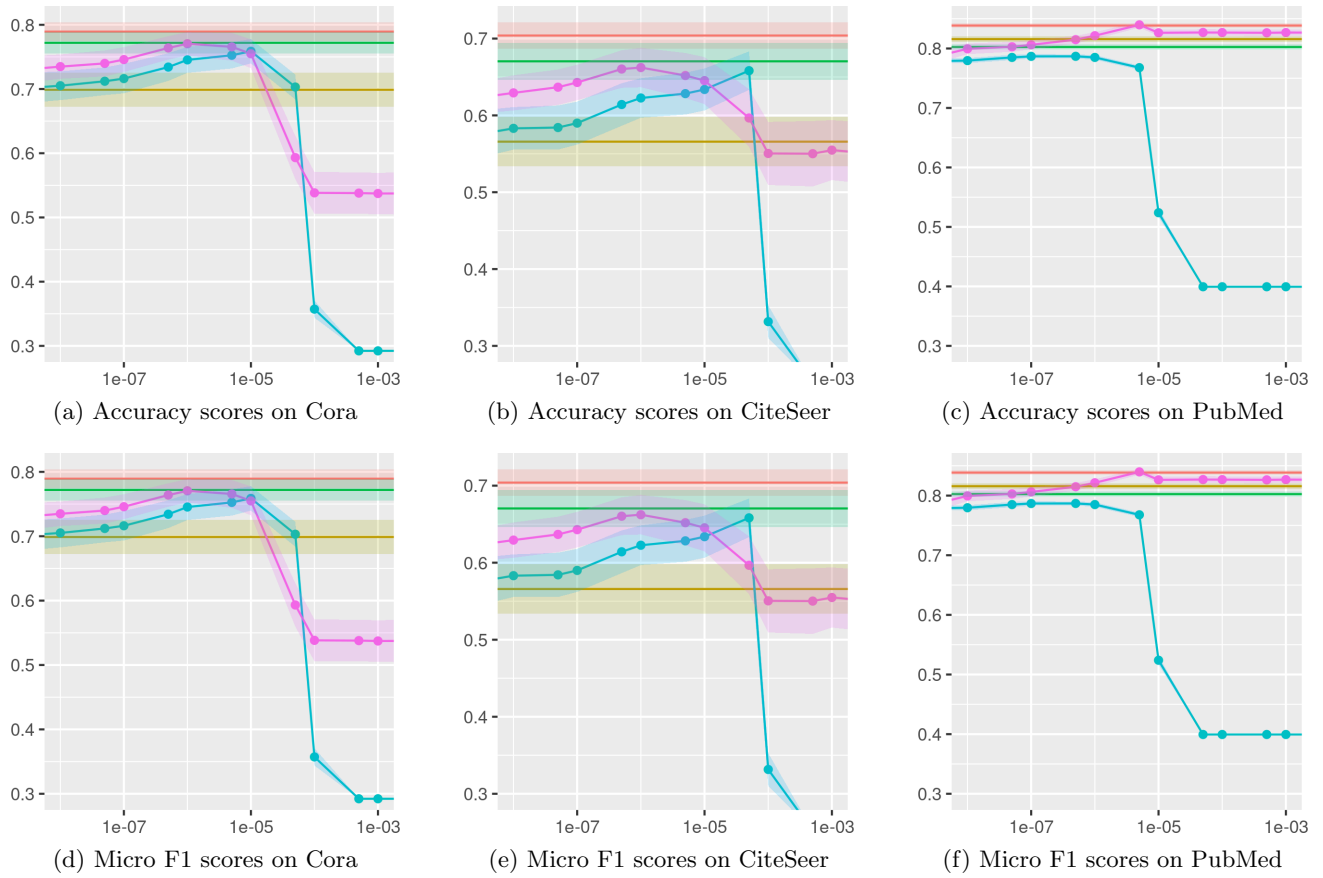 0.8
0.7
0.6
0.5
0.4
0.3
1e-07 1e-05 1e-03
(a) Accuracy scores on Cora
0.7
0.6
0.5
0.4
0.3
1e-07 1e-05 1e-03
(b) Accuracy scores on CiteSeer
0.8
0.7
0.6
0.5
0.4
0.3
1e-07 1e-05 1e-03
(c) Accuracy scores on PubMed
0.8
0.7
0.6
0.5
0.4
0.3
1e-07 1e-05 1e-03
(d) Micro F1 scores on Cora
0.7
0.6
0.5
0.4
0.3
1e-07 1e-05 1e-03
(e) Micro F1 scores on CiteSeer
0.8
0.7
0.6
0.5
0.4
0.3
1e-07 1e-05 1e-03
(f) Micro F1 scores on PubMed